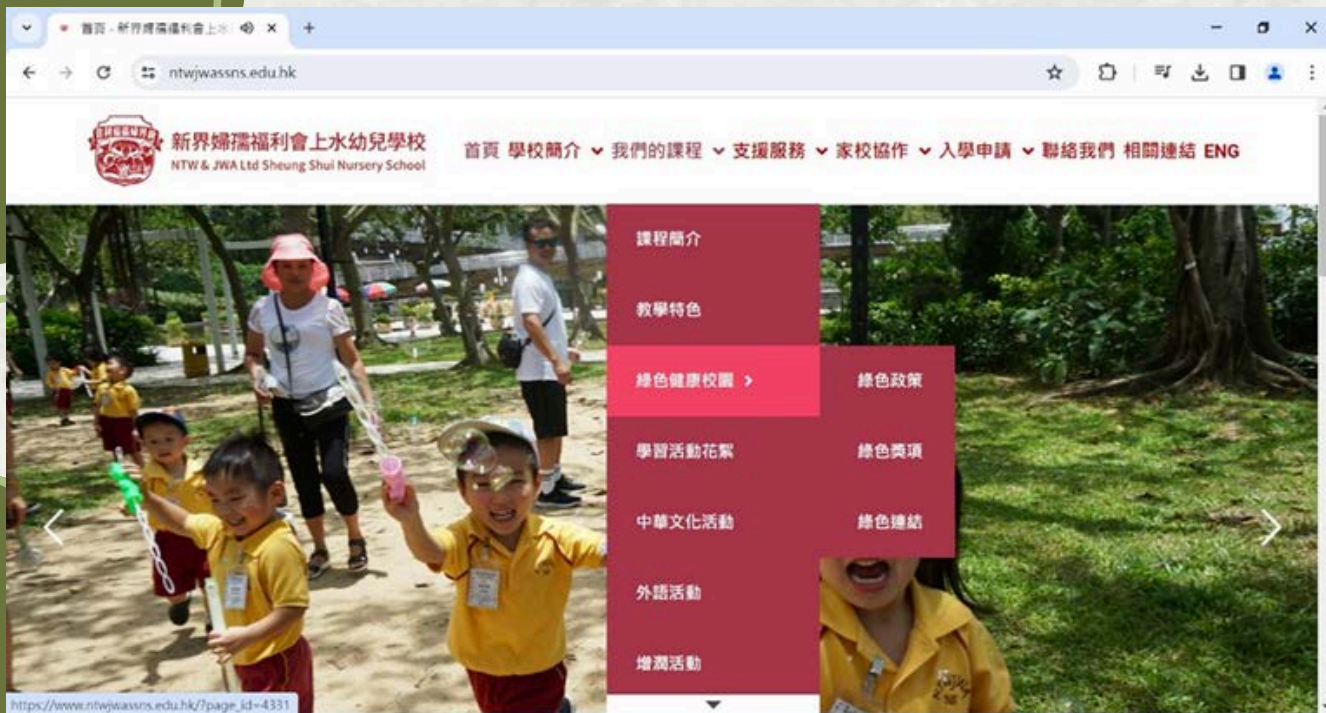 首頁 - 新界婦孺福利會上水
ntwjwassns.edu.hk
新界婦孺福利會上水幼兒學校
NTW & JWA Ltd Sheung Shui Nursery School
首頁 學校簡介 我們的課程 支援服務 家校協作 入學申請 聯絡我們 相關連結 ENG
課程簡介
教學特色
綠色健康校園
綠色政策
學習活動花絮
綠色獎項
中華文化活動
綠色連結
外語活動
增潤活動
https://www.ntwjwassns.edu.hk/?page_id=4331